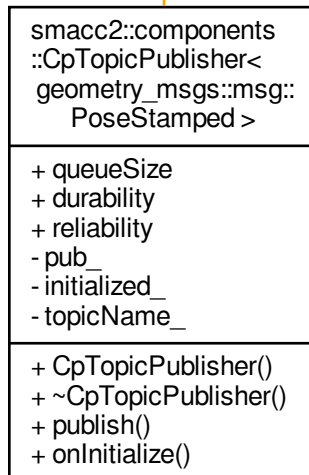 smacc2::components
::CpTopicPublisher<
geometry_msgs::msg::
PoseStamped >
+ queueSize
+ durability
+ reliability
- pub_
- initialized_
- topicName_
+ CpTopicPublisher()
+ ~CpTopicPublisher()
+ publish()
+ onInitialize()